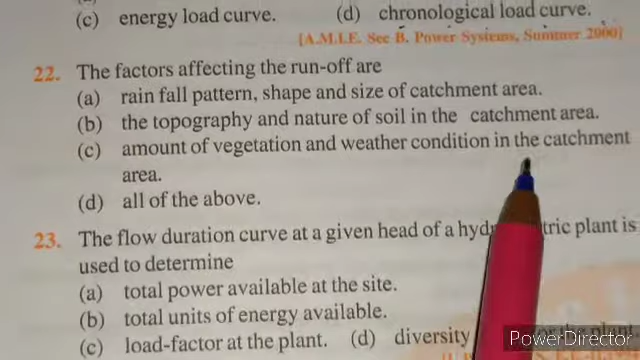 (c) energy load curve. (d) chronological load curve.
[A.M.I.E. Sec B. Power Systems, Summer 2000]
22. The factors affecting the run-off are
(a) rain fall pattern, shape and size of catchment area.
(b) the topography and nature of soil in the catchment area.
(c) amount of vegetation and weather condition in the catchment
area.
(d) all of the above.
23. The flow duration curve at a given head of a hyd tric plant is
used to determine
(a) total power available at the site.
(b) total units of energy available.
(c) load-factor at the plant. (d) diversity the plant.
PowerDirector